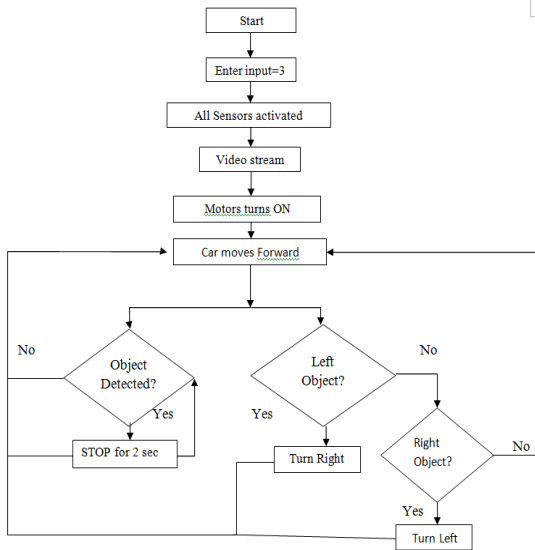 Start
Enter input=3
All Sensors activated
Video stream
Motors turns ON
Car moves Forward
No
Object
Detected?
Yes
STOP for 2 sec
Left
Object?
No
Yes
Turn Right
Right
Object?
No
Yes
Turn Left